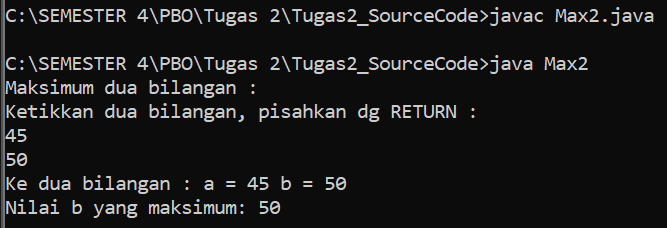 C:\SEMESTER 4\PBO\Tugas 2\Tugas2_SourceCode>javac Max2.java
C:\SEMESTER 4\PBO\Tugas 2\Tugas2_SourceCode>java Max2
Maksimum dua bilangan :
Ketikkan dua bilangan, pisahkan dg RETURN :
45
50
Ke dua bilangan : a = 45 b = 50
Nilai b yang maksimum: 50